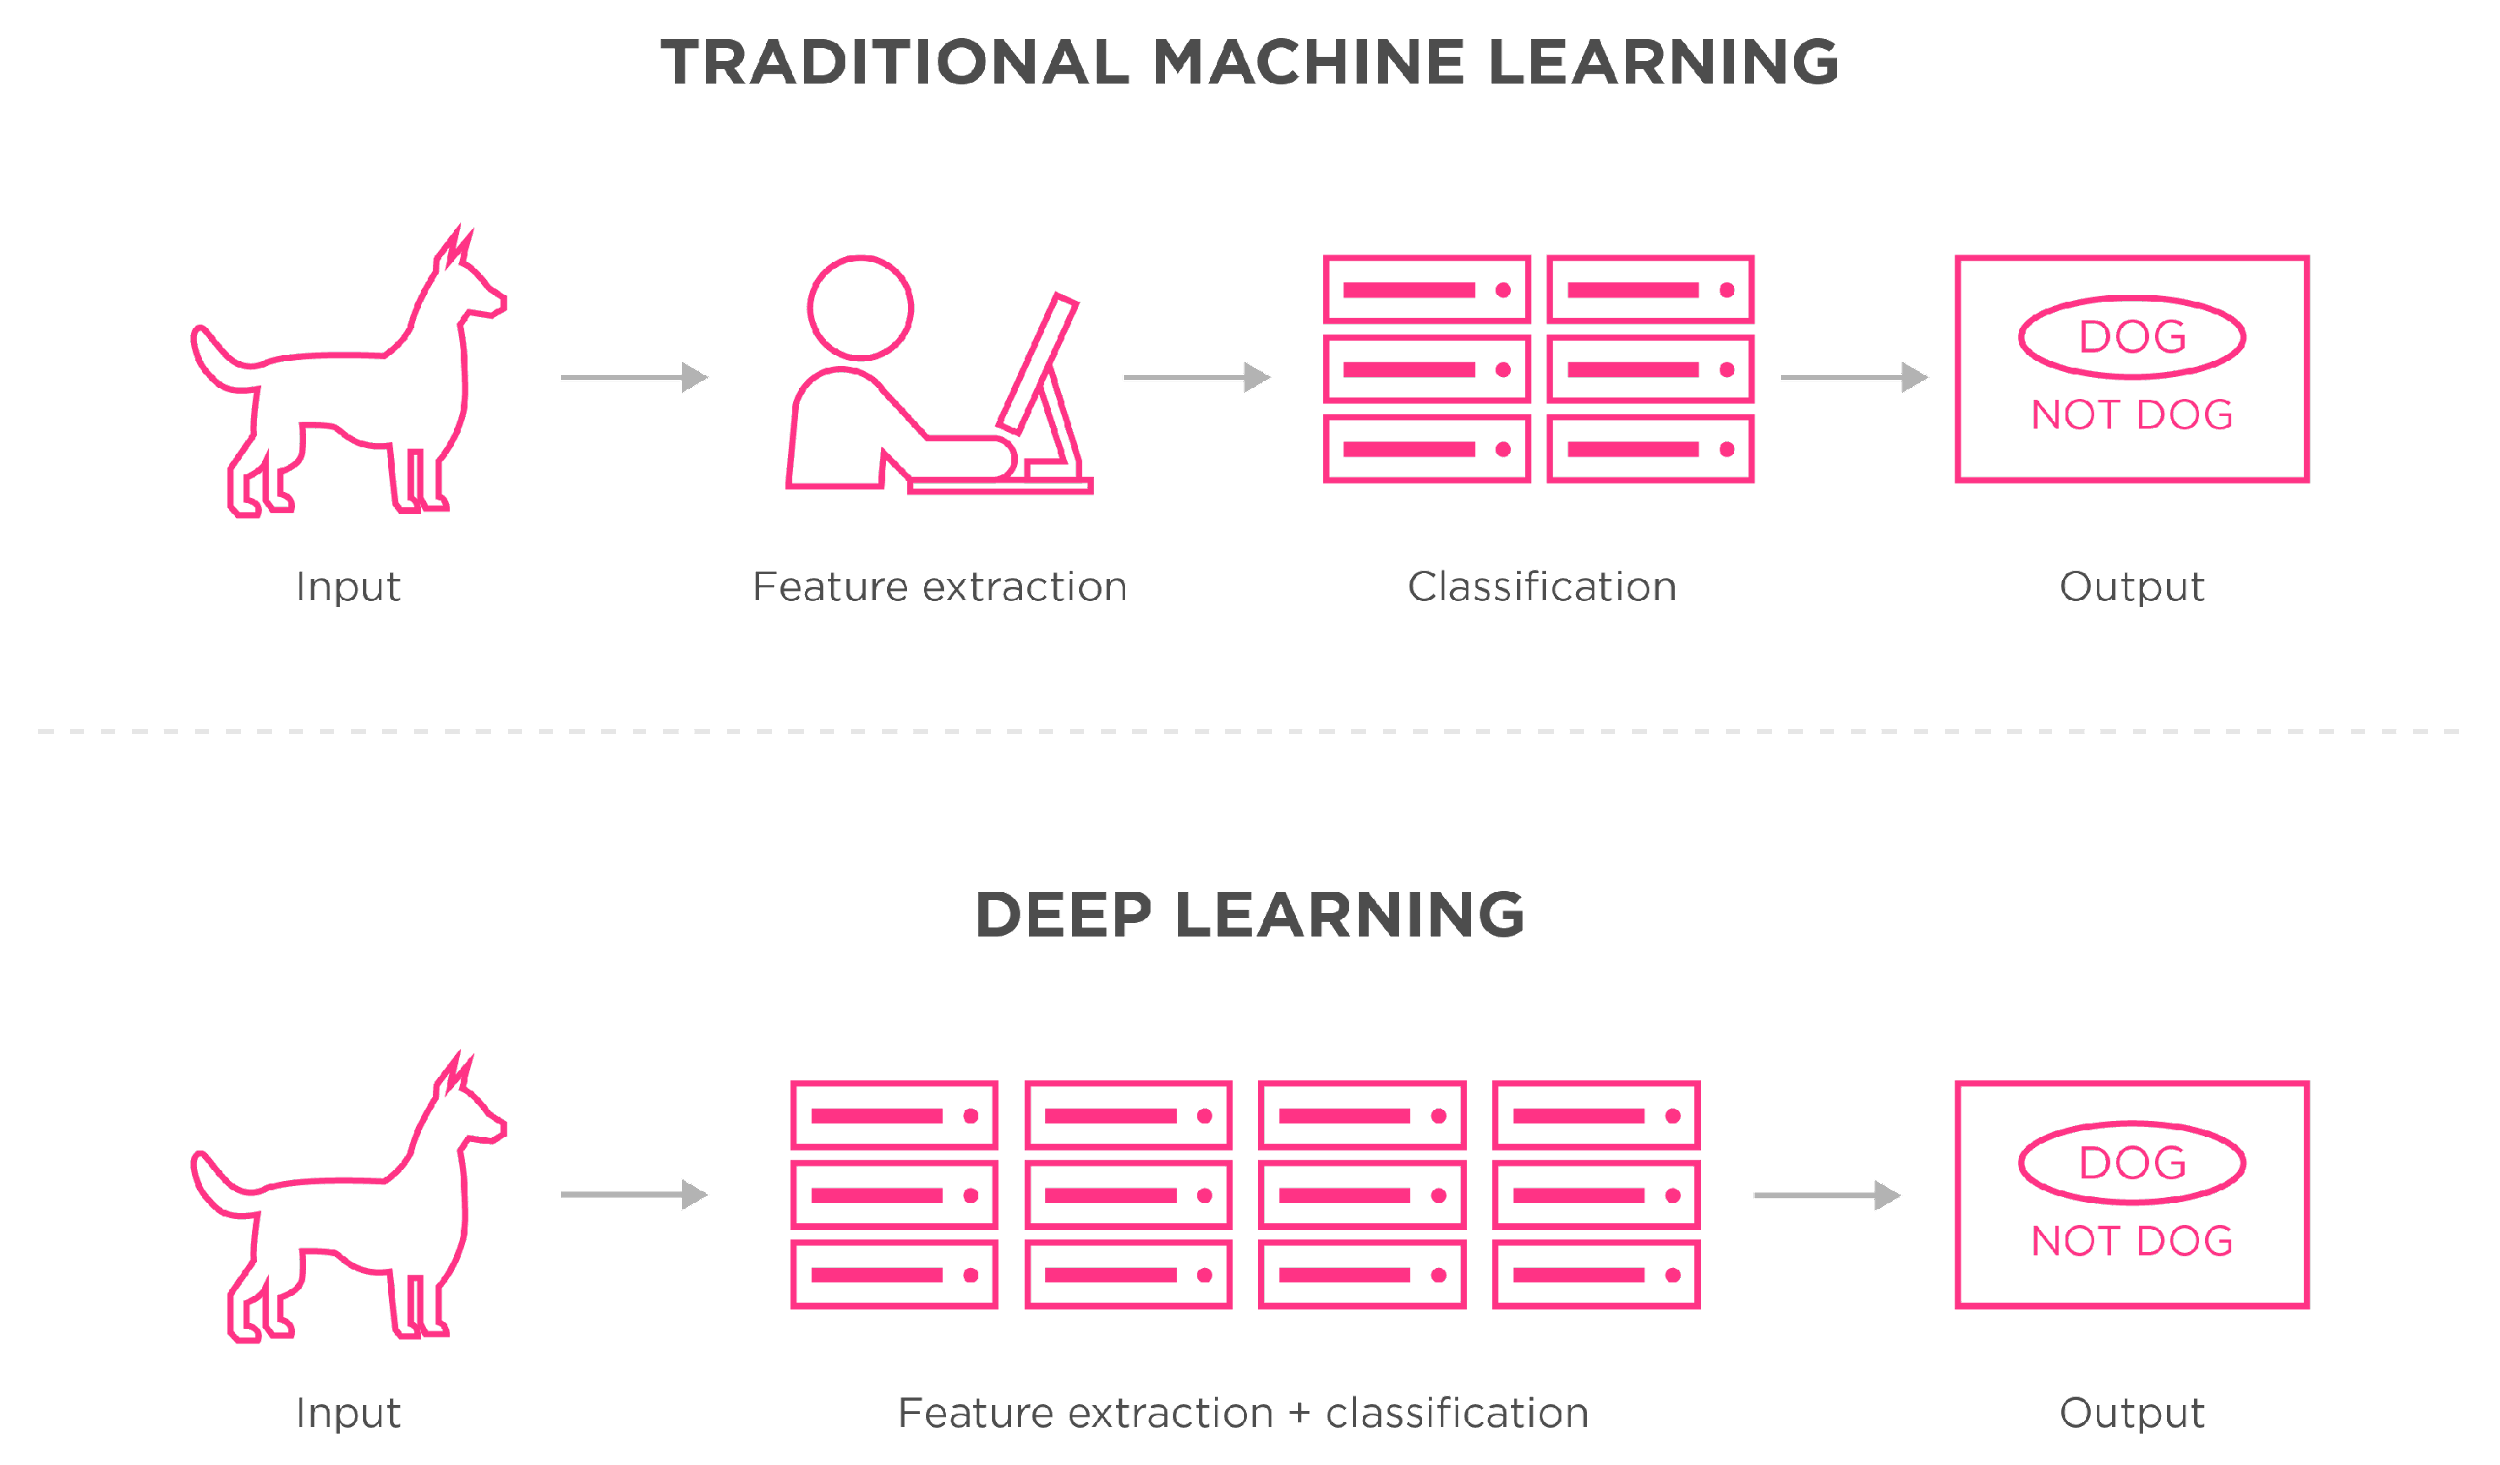 TRADITIONAL MACHINE LEARNING
DOG
NOT DOG
Input
Feature extraction
Classification
Output
DEEP LEARNING
DOG
NOT DOG
Input
Feature extraction + classification
Output